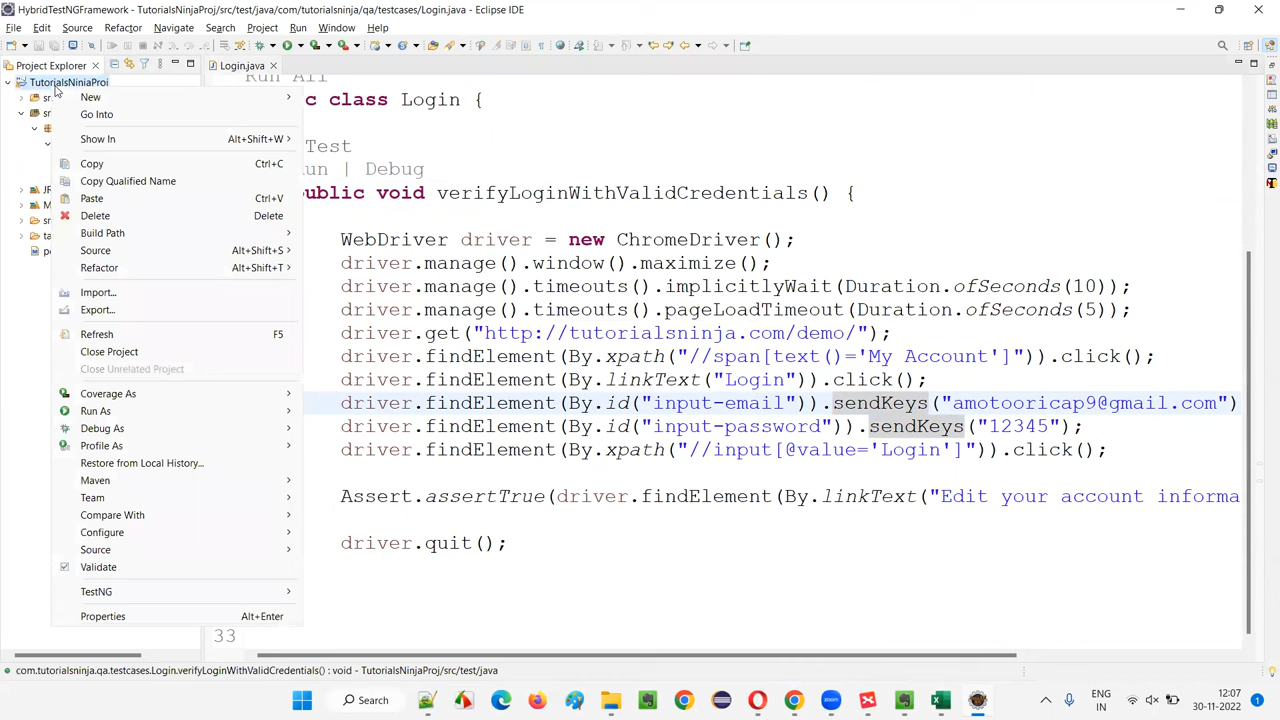 HybridTestNGFramework - TutorialsNinjaProj/src/test/java/com/tutorialsninja/qa/testcases/Login.java - Eclipse IDE
File Edit Source Refactor Navigate Search Project Run Window Help
Project Explorer
Login.java
TutorialsNinjaProj
New
Go Into
Show In Alt+Shift+W
Copy Ctrl+C
Copy Qualified Name
Paste Ctrl+V
Delete Delete
Build Path
Source Alt+Shift+S
Refactor Alt+Shift+T
Import...
Export...
Refresh F5
Close Project
Close Unrelated Project
Coverage As
Run As
Debug As
Profile As
Restore from Local History...
Maven
Team
Compare With
Configure
Source
Validate
TestNG
Properties Alt+Enter
Run All
c class Login {
Test
un | Debug
public void verifyLoginWithValidCredentials() {
WebDriver driver = new ChromeDriver();
driver.manage().window().maximize();
driver.manage().timeouts().implicitlyWait(Duration.ofSeconds(10));
driver.manage().timeouts().pageLoadTimeout(Duration.ofSeconds(5));
driver.get("http://tutorialsninja.com/demo/");
driver.findElement(By.xpath("//span[text()='My Account']")).click();
driver.findElement(By.linkText("Login")).click();
driver.findElement(By.id("input-email")).sendKeys("amotooricap9@gmail.com")
driver.findElement(By.id("input-password")).sendKeys("12345");
driver.findElement(By.xpath("//input[@value='Login']")).click();
Assert.assertTrue(driver.findElement(By.linkText("Edit your account informa
driver.quit();
33
com.tutorialsninja.qa.testcases.Login.verifyLoginWithValidCredentials() : void - TutorialsNinjaProj/src/test/java
Search
ENG
IN
12:07
30-11-2022